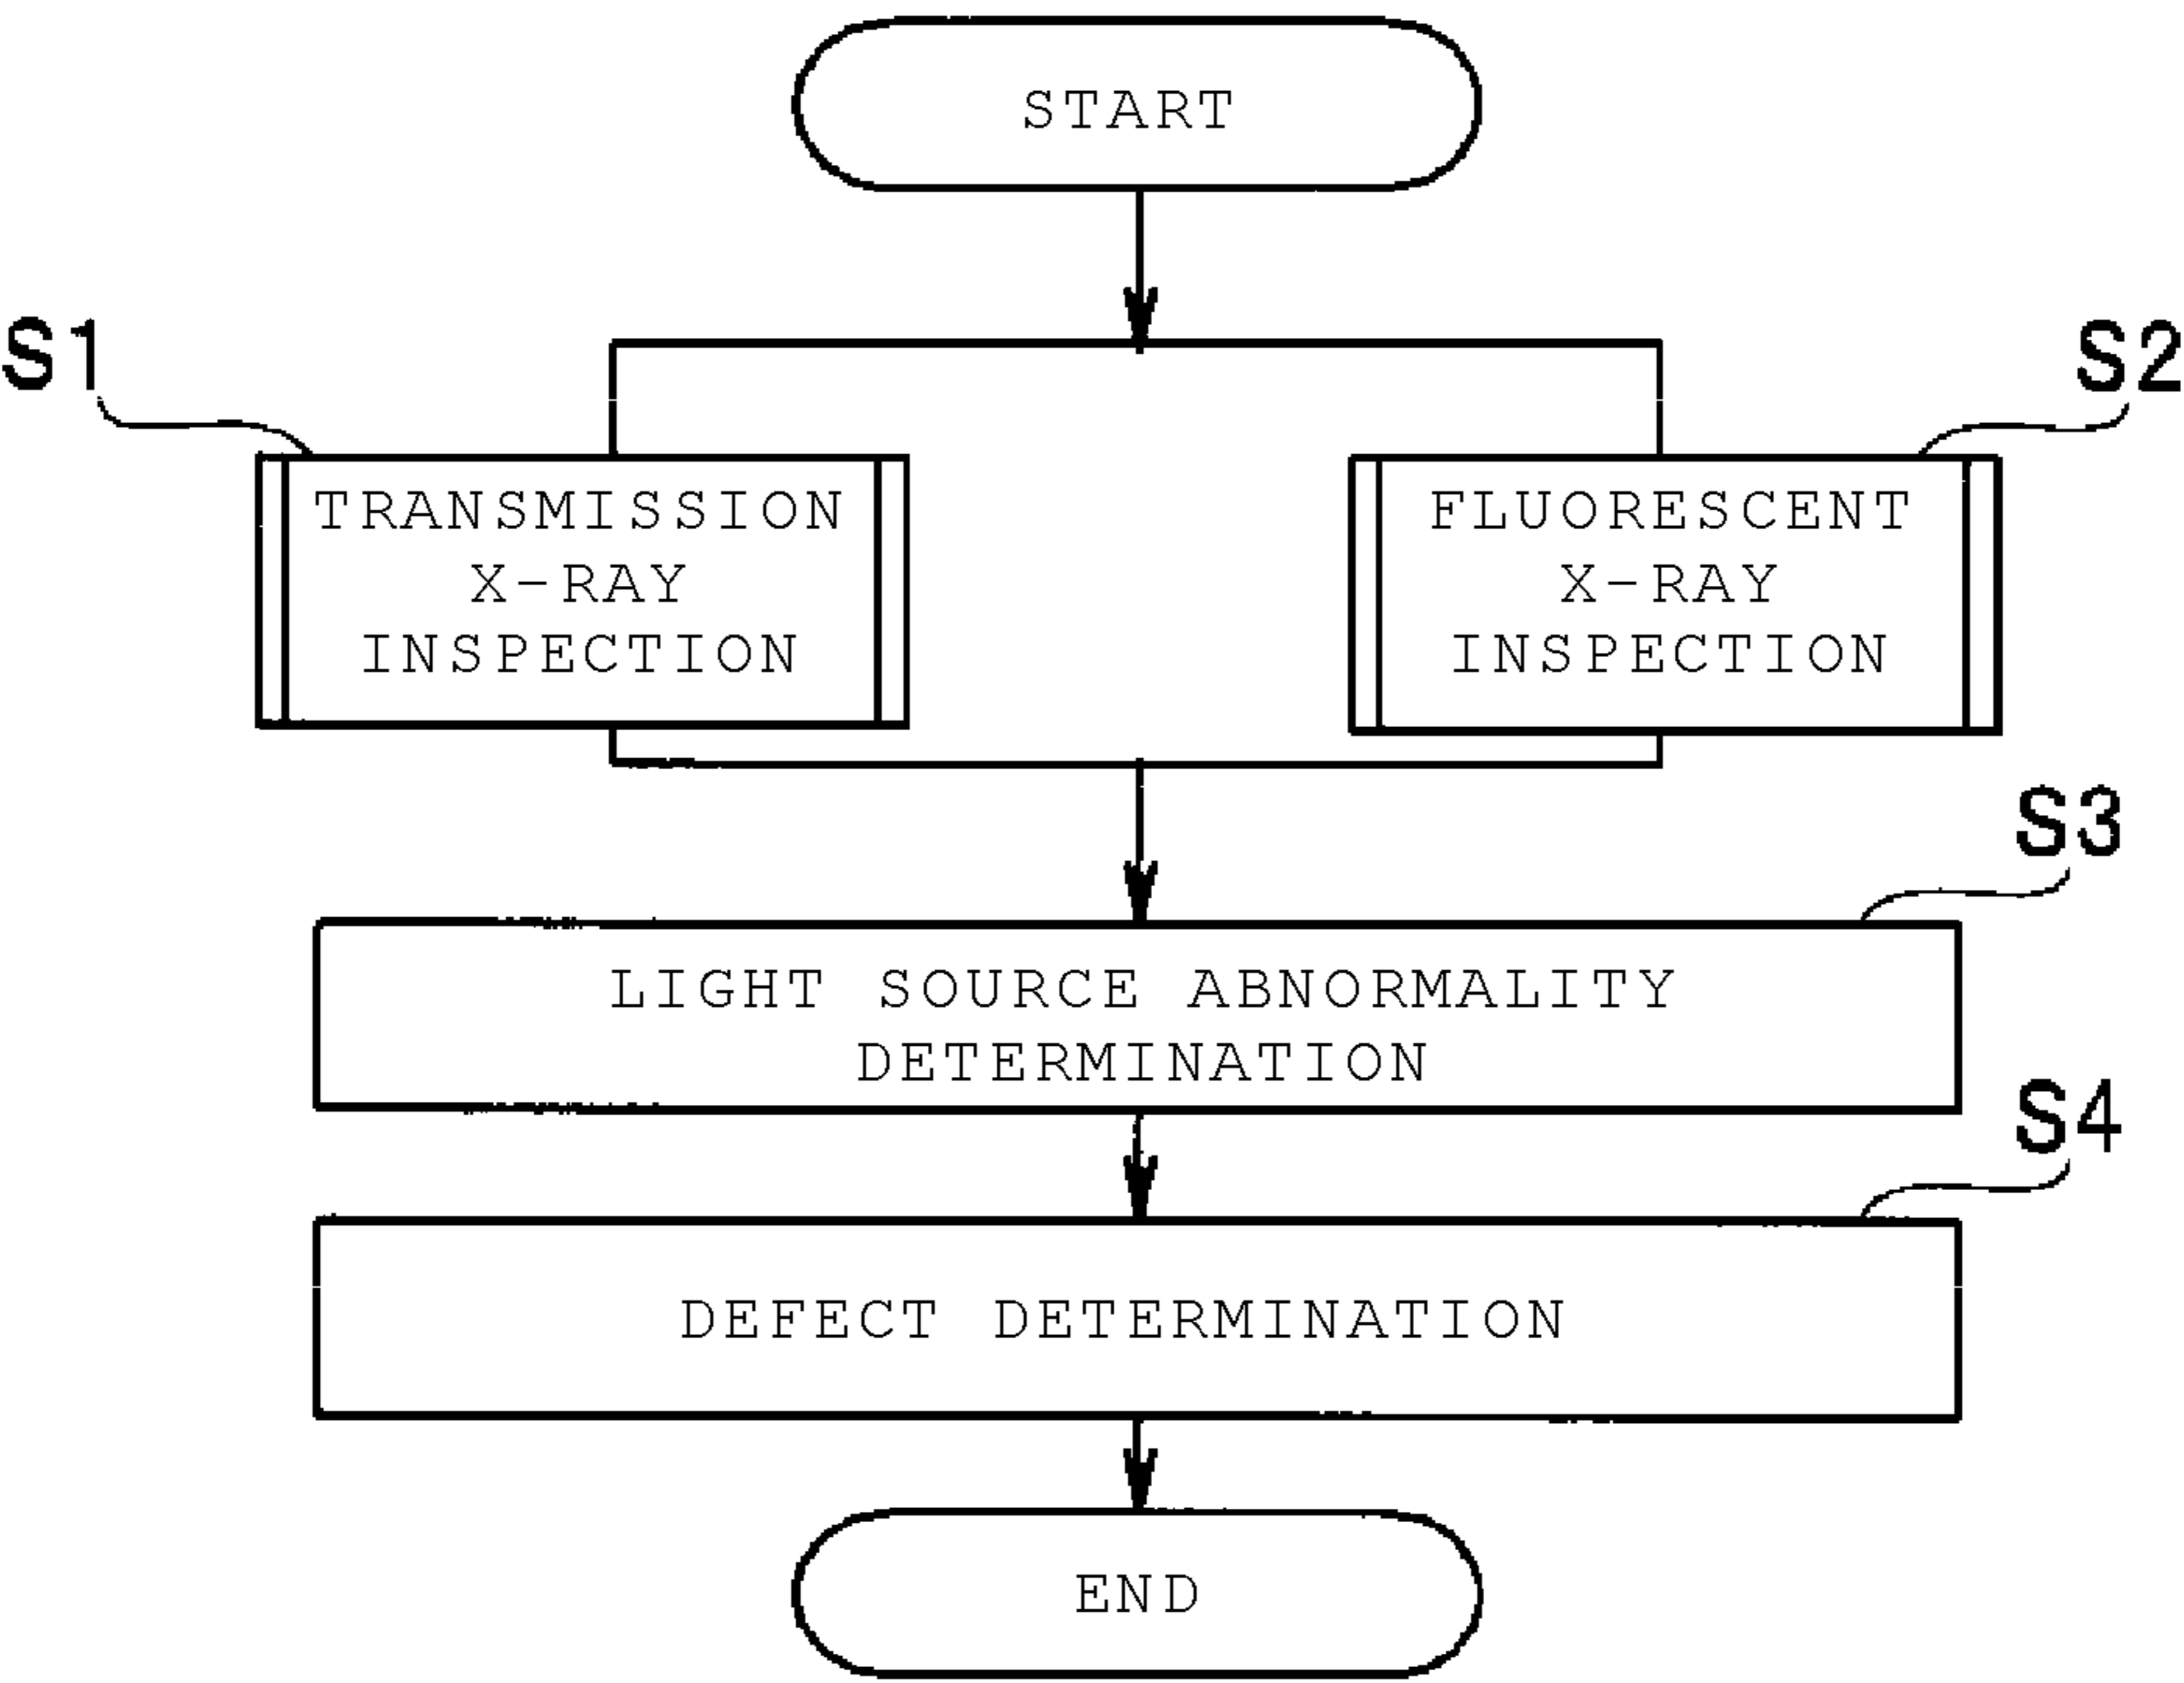 START
S1
S2
TRANSMISSION
X-RAY
INSPECTION
FLUORESCENT
X-RAY
INSPECTION
S3
LIGHT SOURCE ABNORMALITY
DETERMINATION
S4
DEFECT DETERMINATION
END